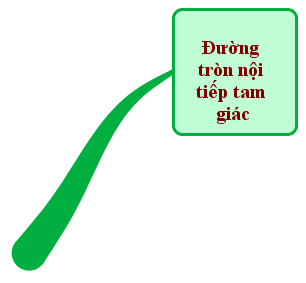 Đường
tròn nội
tiếp tam
giác